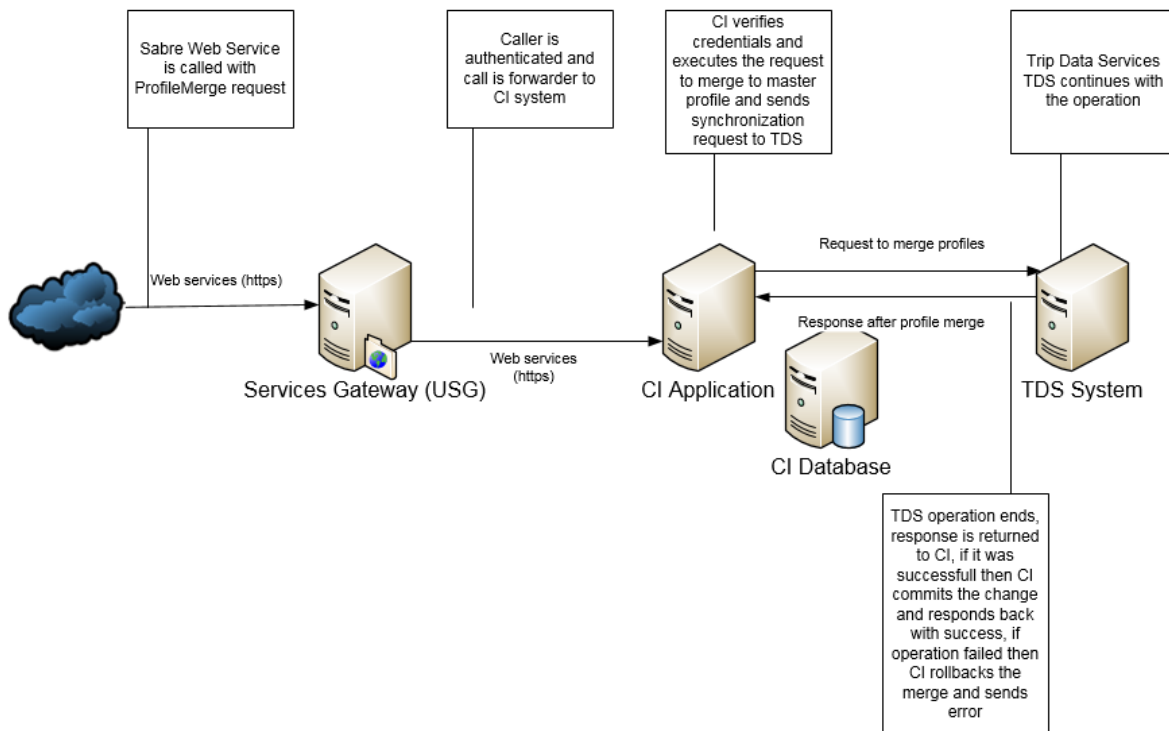 Sabre Web Service
is called with
ProfileMerge request
Caller is
authenticated and
call is forwarder to
CI system
CI verifies
credentials and
executes the request
to merge to master
profile and sends
synchronization
request to TDS
Trip Data Services
TDS continues with
the operation
Web services (https)
Services Gateway (USG)
Web services
(https)
CI Application
Request to merge profiles
Response after profile merge
TDS System
CI Database
TDS operation ends,
response is returned
to CI, if it was
successfull then CI
commits the change
and responds back
with success, if
operation failed then
CI rollbacks the
merge and sends
error